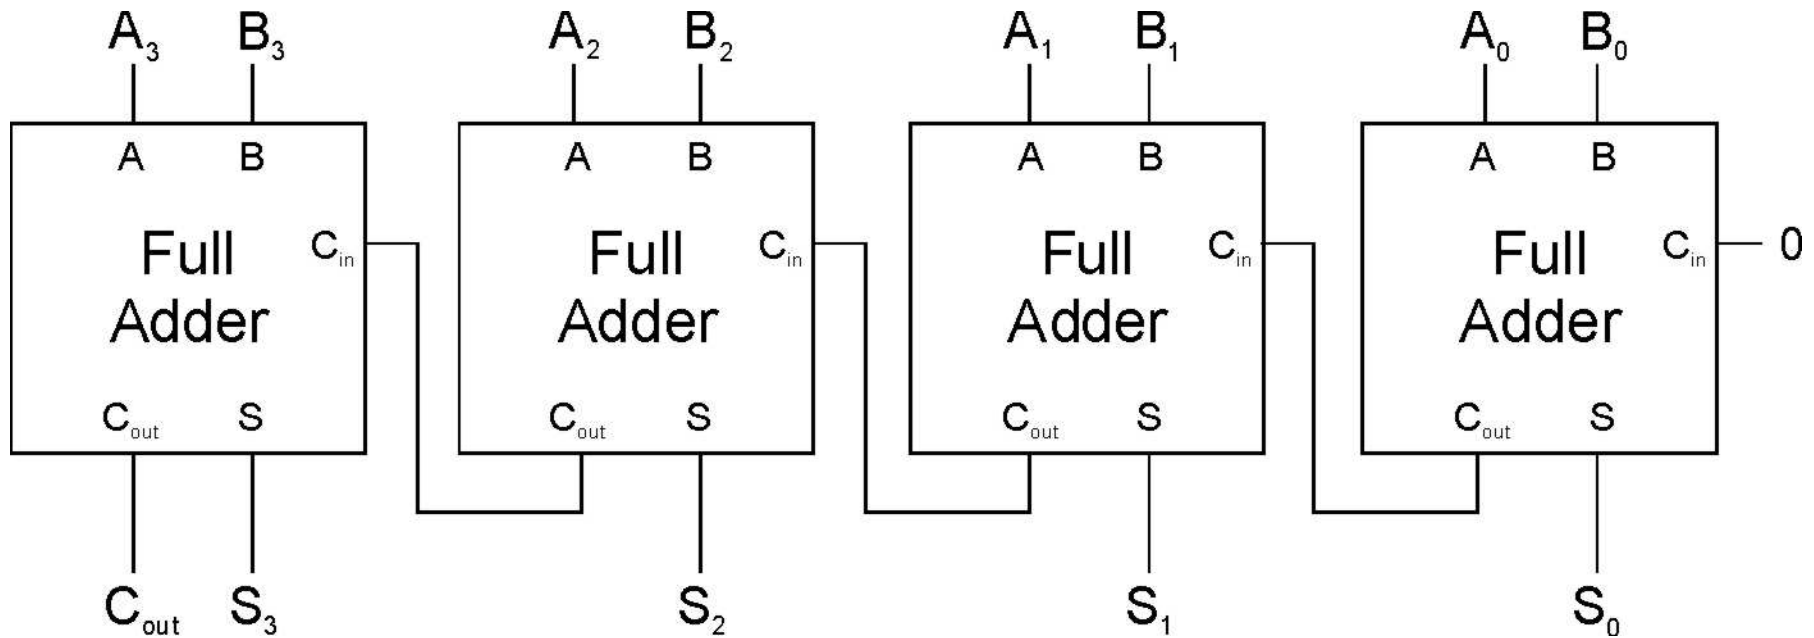 A3 B3 A2 B2 A1 B1 A0 B0
A B A B A B A B
Cin Cin Cin Cin 0
Full Full Full Full
Adder Adder Adder Adder
Cout S Cout S Cout S Cout S
Cout S3 S2 S1 S0